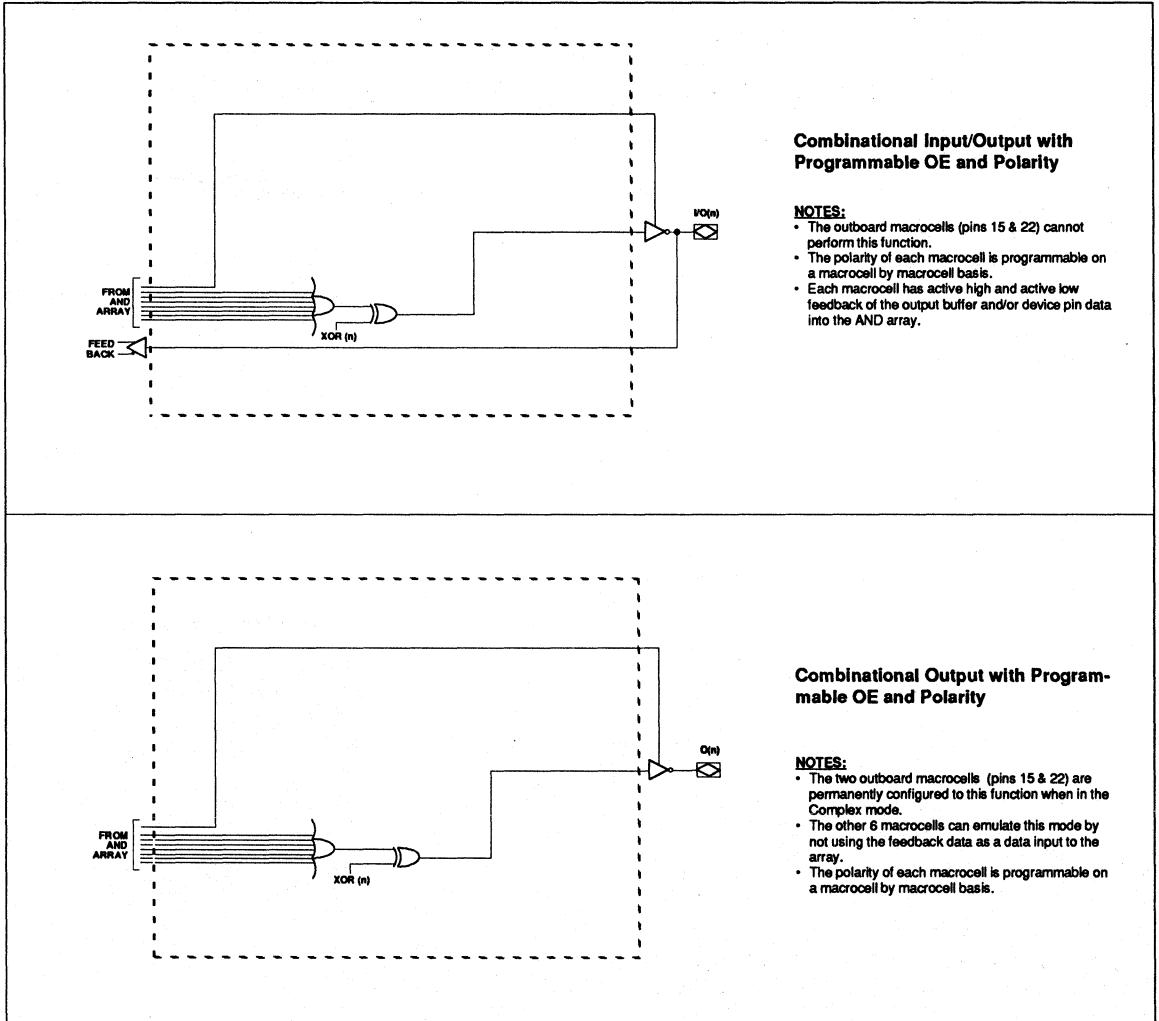 Combinational Input/Output with
Programmable OE and Polarity
NOTES:
• The outboard macrocells (pins 15 & 22) cannot
perform this function.
• The polarity of each macrocell is programmable on
a macrocell by macrocell basis.
• Each macrocell has active high and active low
feedback of the output buffer and/or device pin data
into the AND array.
I/O(n)
FROM
AND
ARRAY
XOR (n)
FEED
BACK
Combinational Output with Program-
mable OE and Polarity
NOTES:
• The two outboard macrocells (pins 15 & 22) are
permanently configured to this function when in the
Complex mode.
• The other 6 macrocells can emulate this mode by
not using the feedback data as a data input to the
array.
• The polarity of each macrocell is programmable on
a macrocell by macrocell basis.
O(n)
FROM
AND
ARRAY
XOR (n)